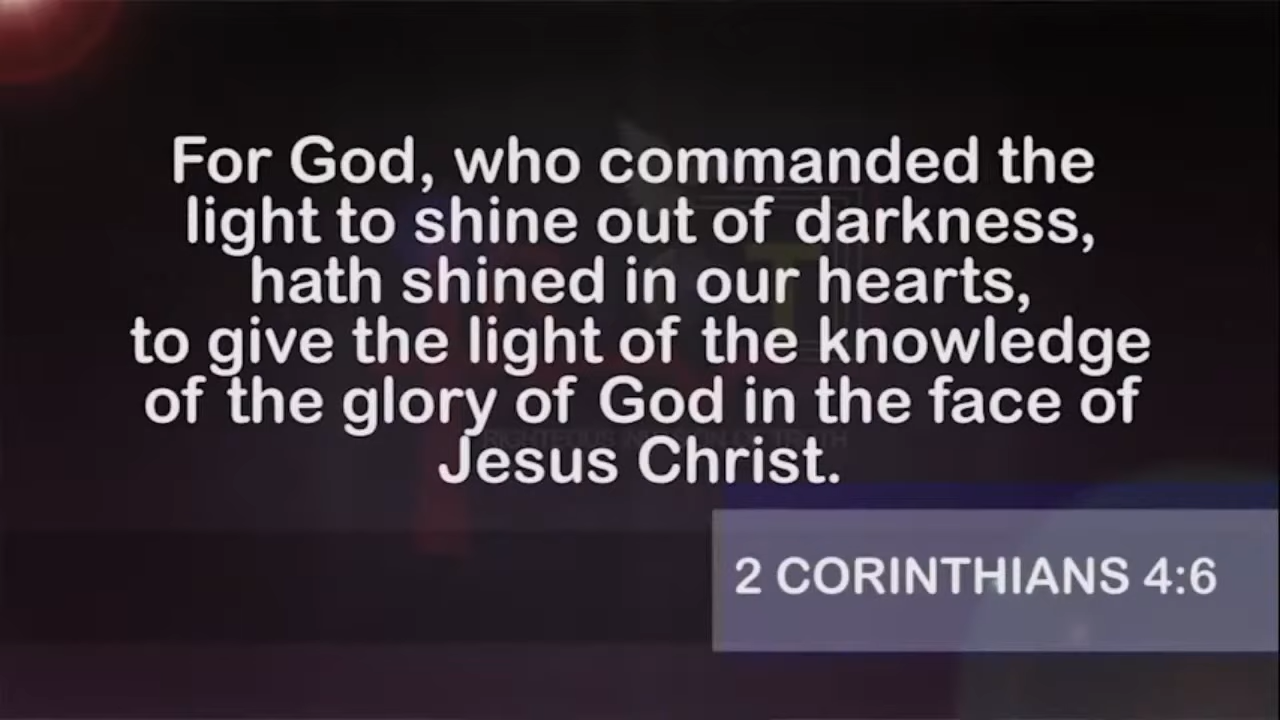 For God, who commanded the
light to shine out of darkness,
hath shined in our hearts,
to give the light of the knowledge
of the glory of God in the face of
Jesus Christ.
2 CORINTHIANS 4:6